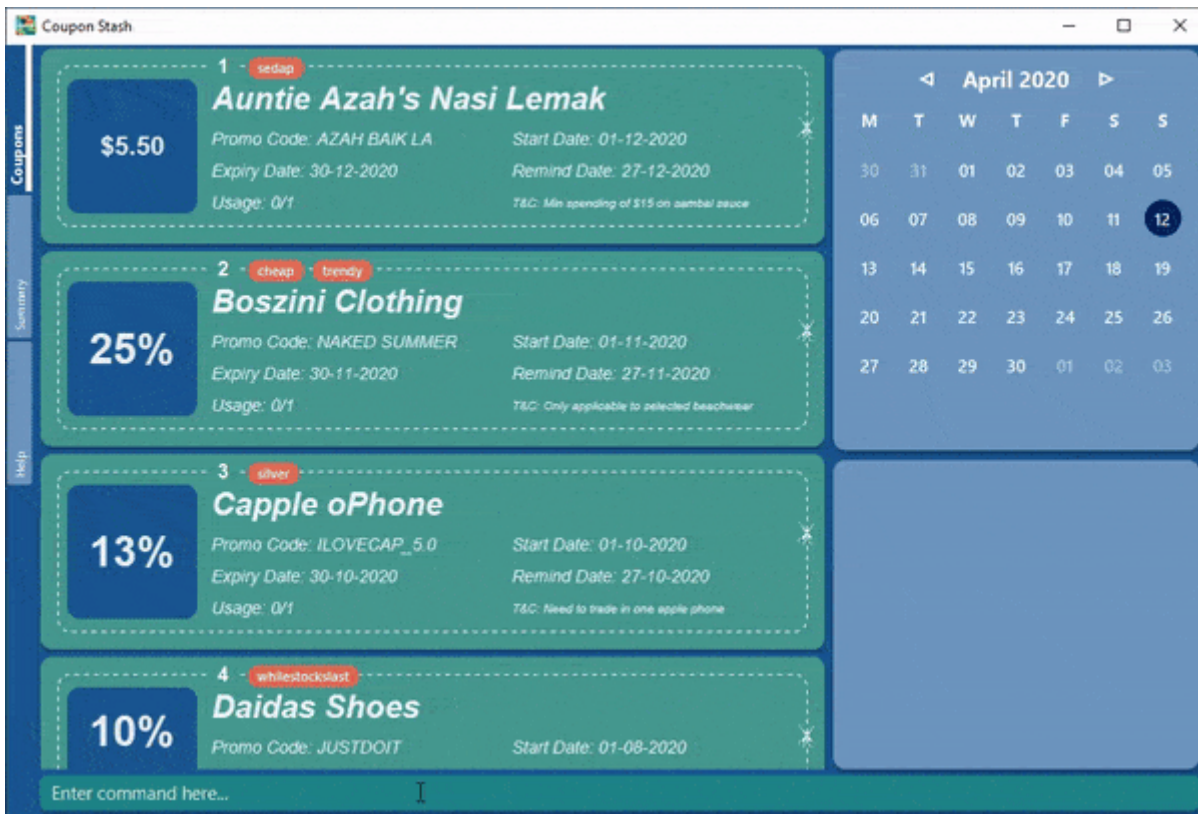 Coupon Stash
Coupons
Summary
Help
1 sedap
Auntie Azah's Nasi Lemak
$5.50
Promo Code: AZAH BAIK LA Start Date: 01-12-2020
Expiry Date: 30-12-2020 Remind Date: 27-12-2020
Usage: 0/1 T&C: Min spending of $15 on sambal sauce
2 cheap trendy
Boszini Clothing
25%
Promo Code: NAKED SUMMER Start Date: 01-11-2020
Expiry Date: 30-11-2020 Remind Date: 27-11-2020
Usage: 0/1 T&C: Only applicable to selected beachwear
3 silver
Capple oPhone
13%
Promo Code: ILOVECAP_5.0 Start Date: 01-10-2020
Expiry Date: 30-10-2020 Remind Date: 27-10-2020
Usage: 0/1 T&C: Need to trade in one apple phone
4 whilestockslast
Daidas Shoes
10%
Promo Code: JUSTDOIT Start Date: 01-08-2020
April 2020
M T W T F S S
30 31 01 02 03 04 05
06 07 08 09 10 11 12
13 14 15 16 17 18 19
20 21 22 23 24 25 26
27 28 29 30 01 02 03
Enter command here...